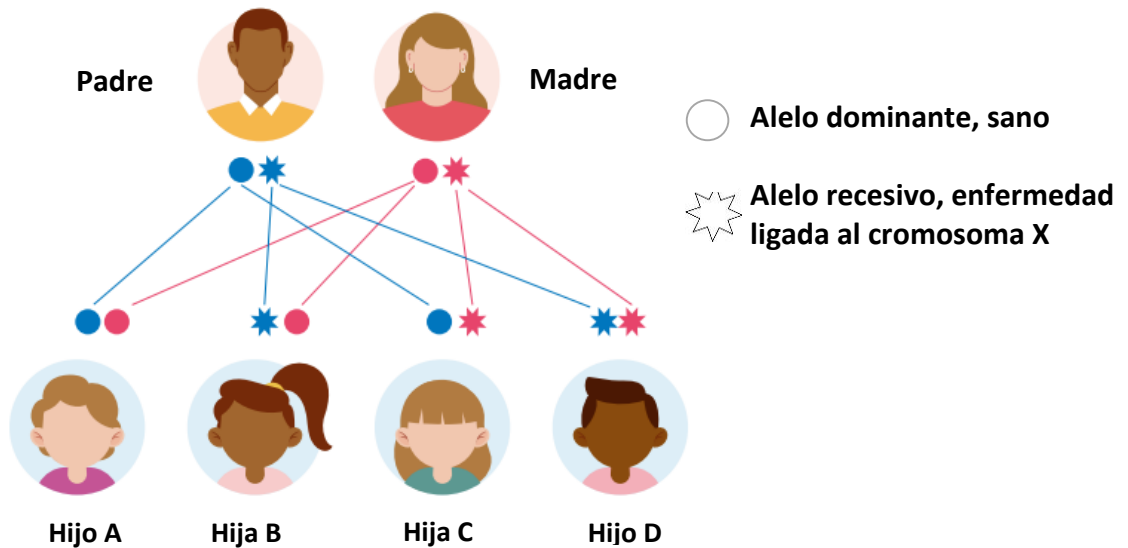 Padre
Madre
Alelo dominante, sano
Alelo recesivo, enfermedad
ligada al cromosoma X
Hijo A
Hija B
Hija C
Hijo D